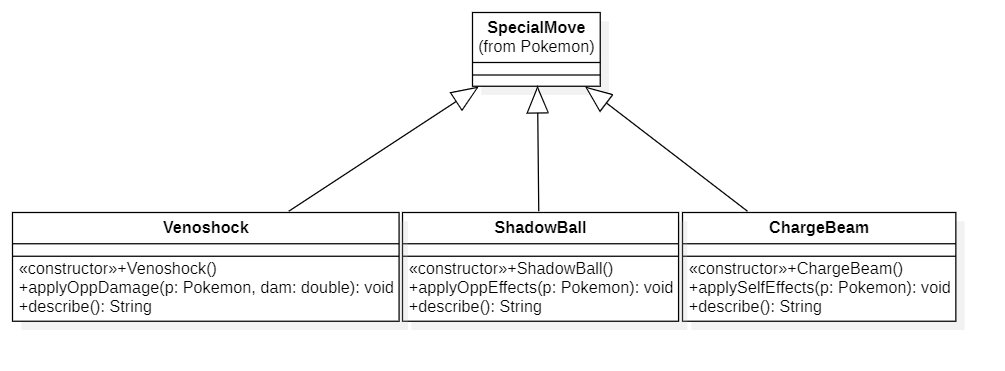 SpecialMove
(from Pokemon)
Venoshock
«constructor»+Venoshock()
+applyOppDamage(p: Pokemon, dam: double): void
+describe(): String
ShadowBall
«constructor»+ShadowBall()
+applyOppEffects(p: Pokemon): void
+describe(): String
ChargeBeam
«constructor»+ChargeBeam()
+applySelfEffects(p: Pokemon): void
+describe(): String